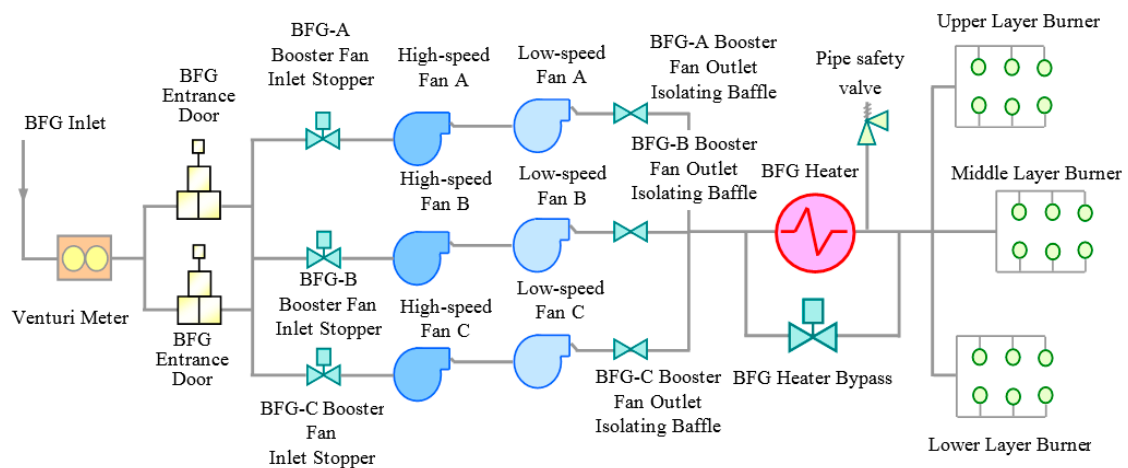 BFG Inlet
Venturi Meter
BFG
Entrance
Door
BFG
Entrance
Door
BFG-A
Booster Fan
Inlet Stopper
High-speed
Fan A
Low-speed
Fan A
BFG-A Booster
Fan Outlet
Isolating Baffle
BFG-B
Booster Fan
Inlet Stopper
High-speed
Fan B
Low-speed
Fan B
BFG-B Booster
Fan Outlet
Isolating Baffle
BFG-C Booster
Fan
Inlet Stopper
High-speed
Fan C
Low-speed
Fan C
BFG-C Booster
Fan Outlet
Isolating Baffle
BFG Heater
BFG Heater Bypass
Pipe safety
valve
Upper Layer Burner
Middle Layer Burner
Lower Layer Burner